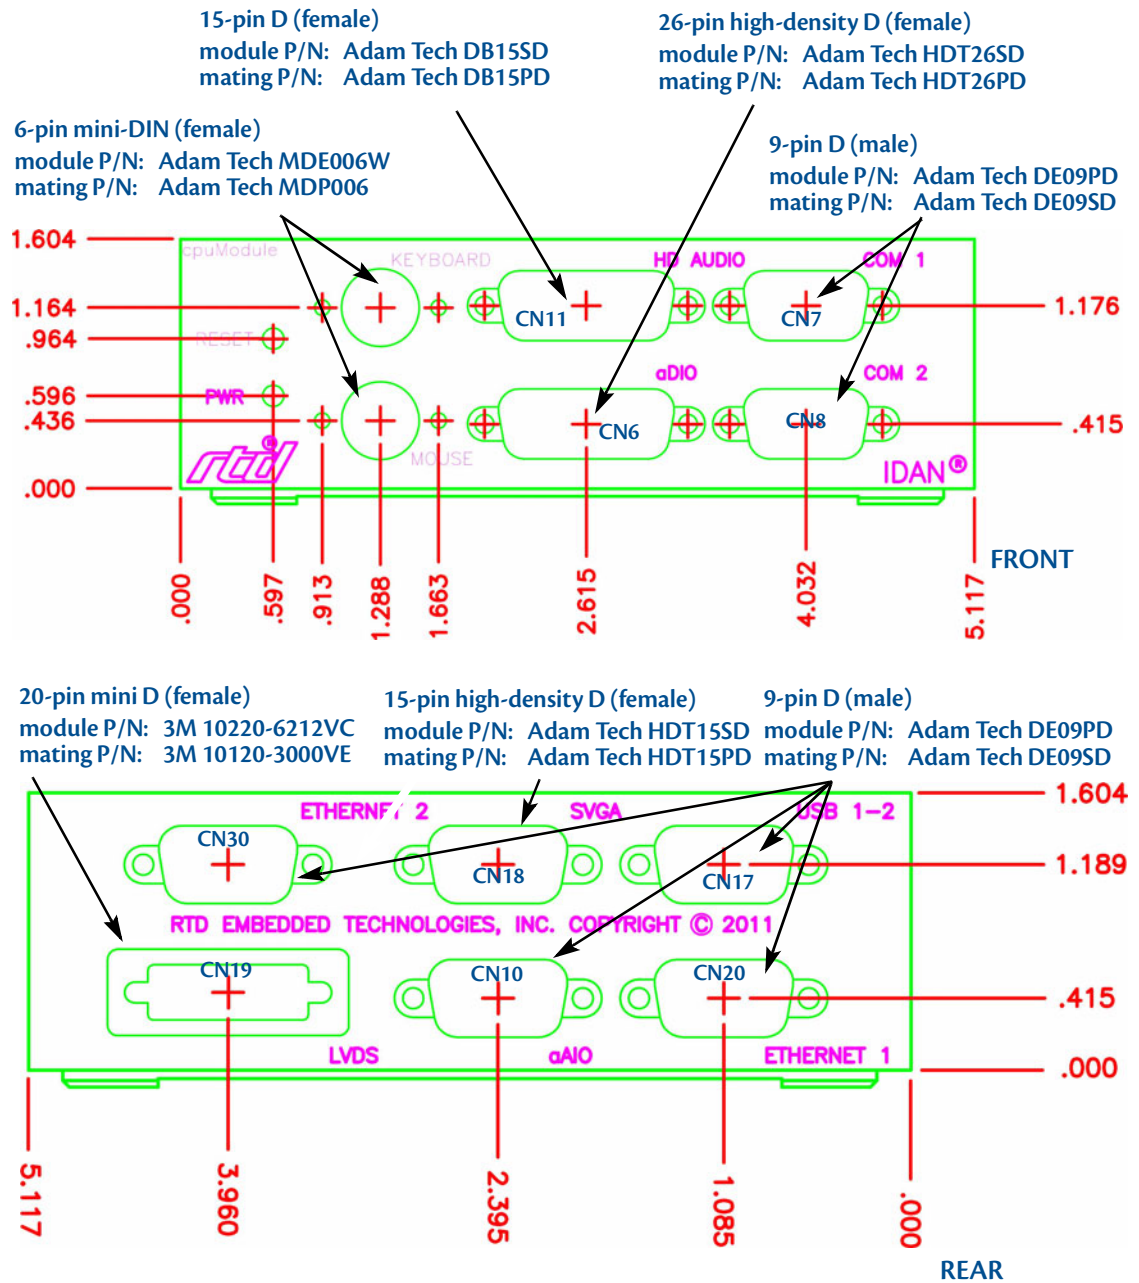 15-pin D (female)
module P/N: Adam Tech DB15SD
mating P/N: Adam Tech DB15PD
26-pin high-density D (female)
module P/N: Adam Tech HDT26SD
mating P/N: Adam Tech HDT26PD
6-pin mini-DIN (female)
module P/N: Adam Tech MDE006W
mating P/N: Adam Tech MDP006
9-pin D (male)
module P/N: Adam Tech DE09PD
mating P/N: Adam Tech DE09SD
1.604
cpuModule
KEYBOARD
HD AUDIO
COM 1
1.164
CN11
CN7
1.176
.964
RESET
aDIO
COM 2
.596
PWR
.436
CN6
CN8
.415
MOUSE
rtd®
IDAN®
.000
FRONT
.000
.597
.913
1.288
1.663
2.615
4.032
5.117
20-pin mini D (female)
module P/N: 3M 10220-6212VC
mating P/N: 3M 10120-3000VE
15-pin high-density D (female)
module P/N: Adam Tech HDT15SD
mating P/N: Adam Tech HDT15PD
9-pin D (male)
module P/N: Adam Tech DE09PD
mating P/N: Adam Tech DE09SD
1.604
ETHERNET 2
SVGA
USB 1-2
CN30
CN18
CN17
1.189
RTD EMBEDDED TECHNOLOGIES, INC. COPYRIGHT © 2011
CN19
CN10
CN20
.415
LVDS
aAIO
ETHERNET 1
.000
5.117
3.960
2.395
1.085
.000
REAR